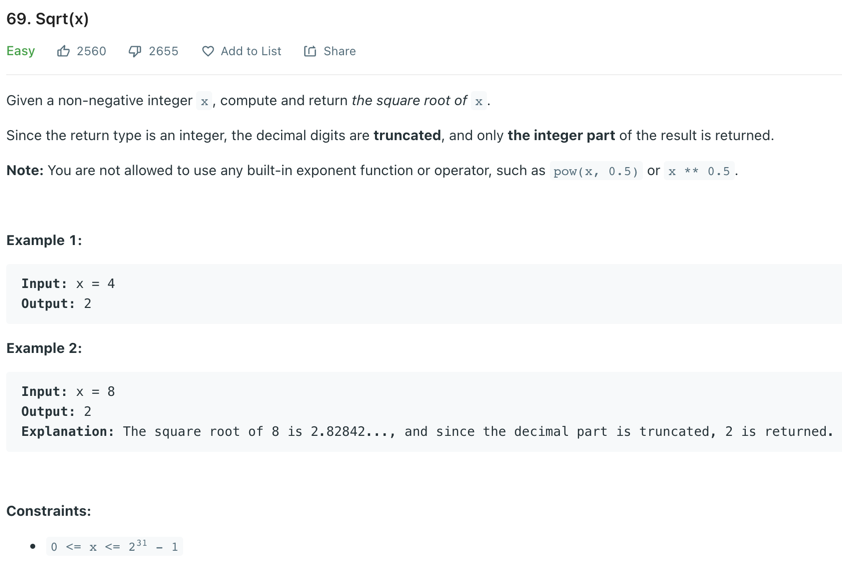 69. Sqrt(x)
Easy 2560 2655 Add to List Share
Given a non-negative integer x, compute and return the square root of x.
Since the return type is an integer, the decimal digits are truncated, and only the integer part of the result is returned.
Note: You are not allowed to use any built-in exponent function or operator, such as pow(x, 0.5) or x ** 0.5.
Example 1:
Input: x = 4
Output: 2
Example 2:
Input: x = 8
Output: 2
Explanation: The square root of 8 is 2.82842..., and since the decimal part is truncated, 2 is returned.
Constraints:
• 0 <= x <= 2³¹ - 1